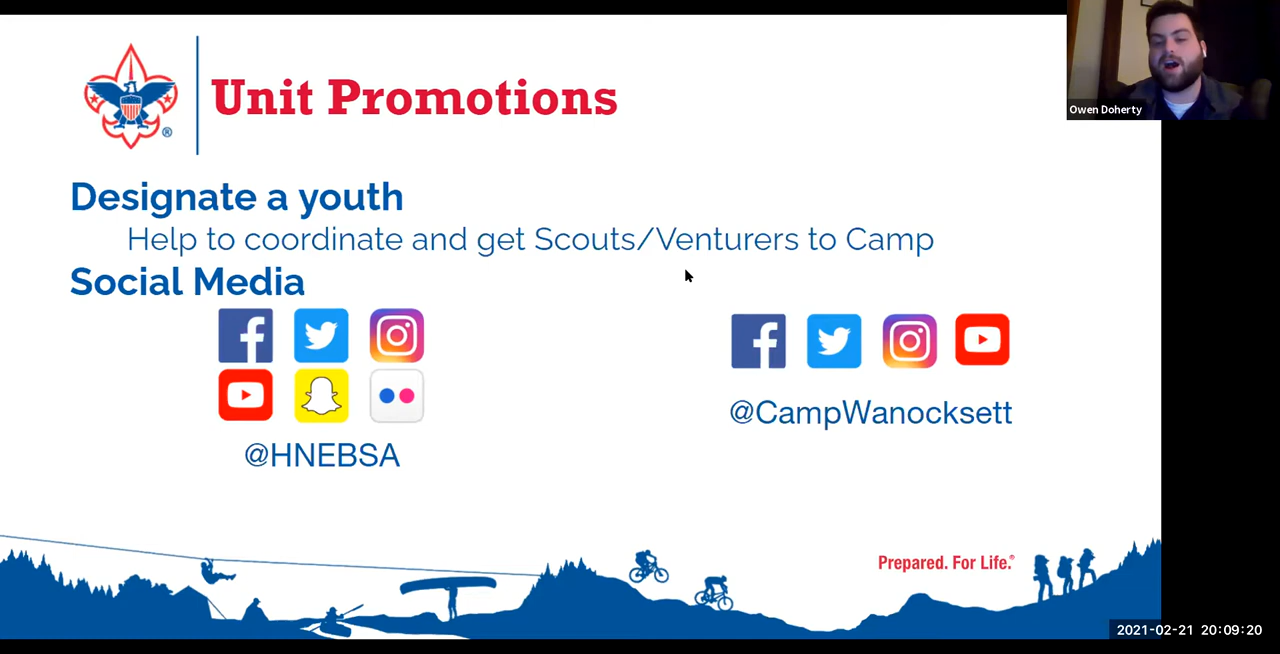 Unit Promotions
Owen Doherty
Designate a youth
Help to coordinate and get Scouts/Venturers to Camp
Social Media
@HNEBSA
@CampWanocksett
Prepared. For Life.®
2021-02-21 20:09:20